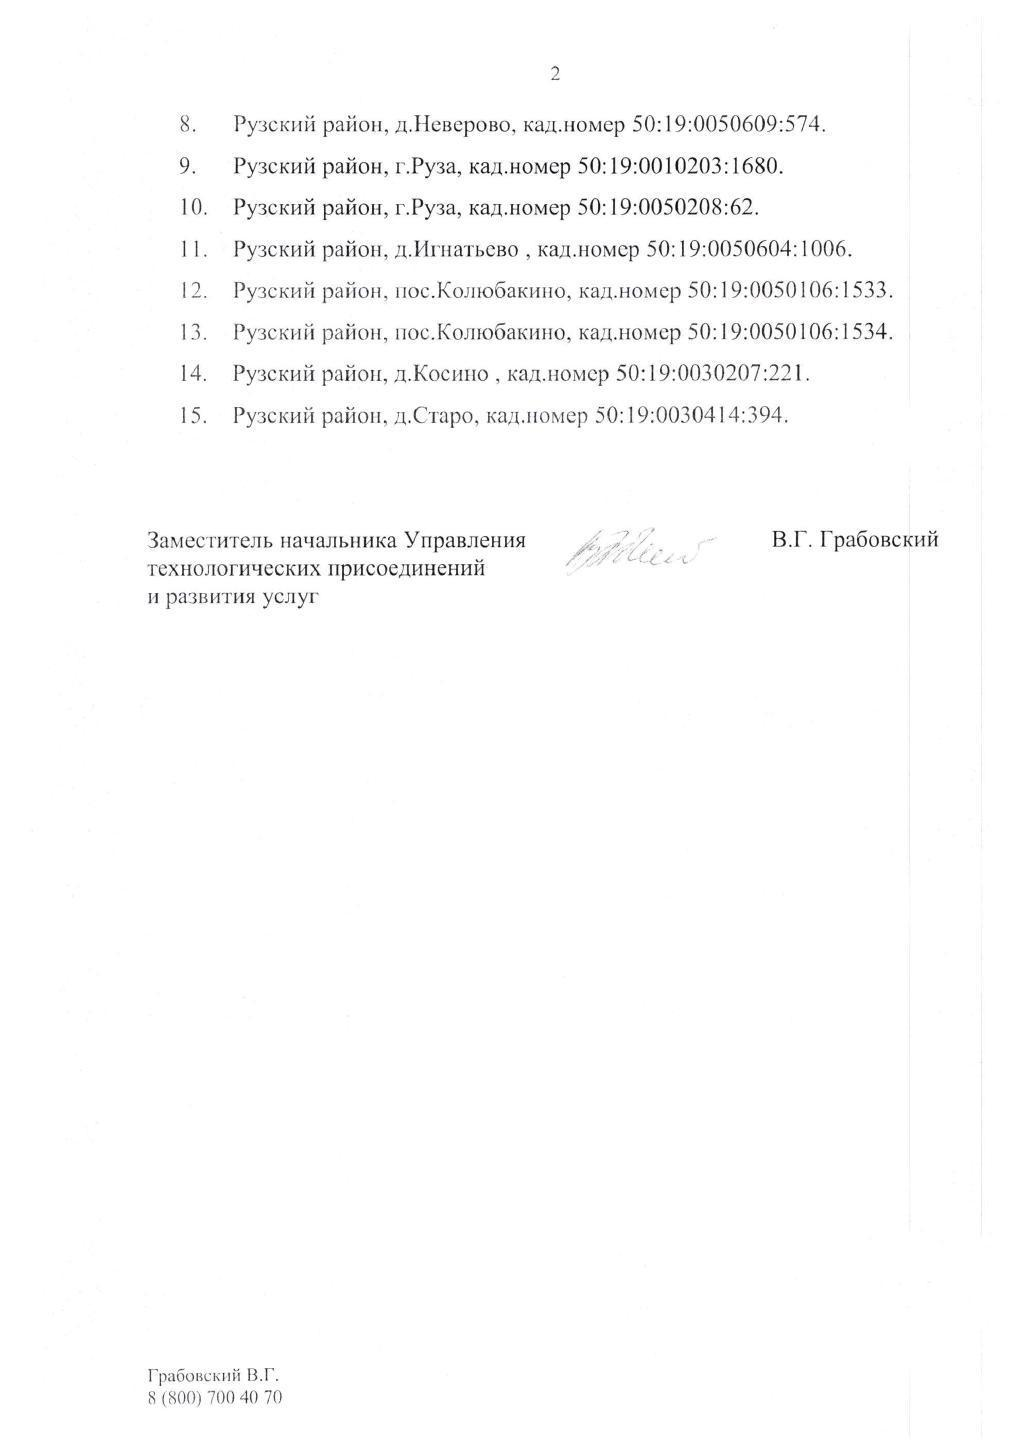 2
8. Рузский район, д.Неверово, кад.номер 50:19:0050609:574.
9. Рузский район, г.Руза, кад.номер 50:19:0010203:1680.
10. Рузский район, г.Руза, кад.номер 50:19:0050208:62.
11. Рузский район, д.Игнатьево , кад.номер 50:19:0050604:1006.
12. Рузский район, пос.Колюбакино, кад.номер 50:19:0050106:1533.
13. Рузский район, пос.Колюбакино, кад.номер 50:19:0050106:1534.
14. Рузский район, д.Косино , кад.номер 50:19:0030207:221.
15. Рузский район, д.Старо, кад.номер 50:19:0030414:394.
Заместитель начальника Управления В.Г. Грабовский
технологических присоединений
и развития услуг
Грабовский В.Г.
8 (800) 700 40 70